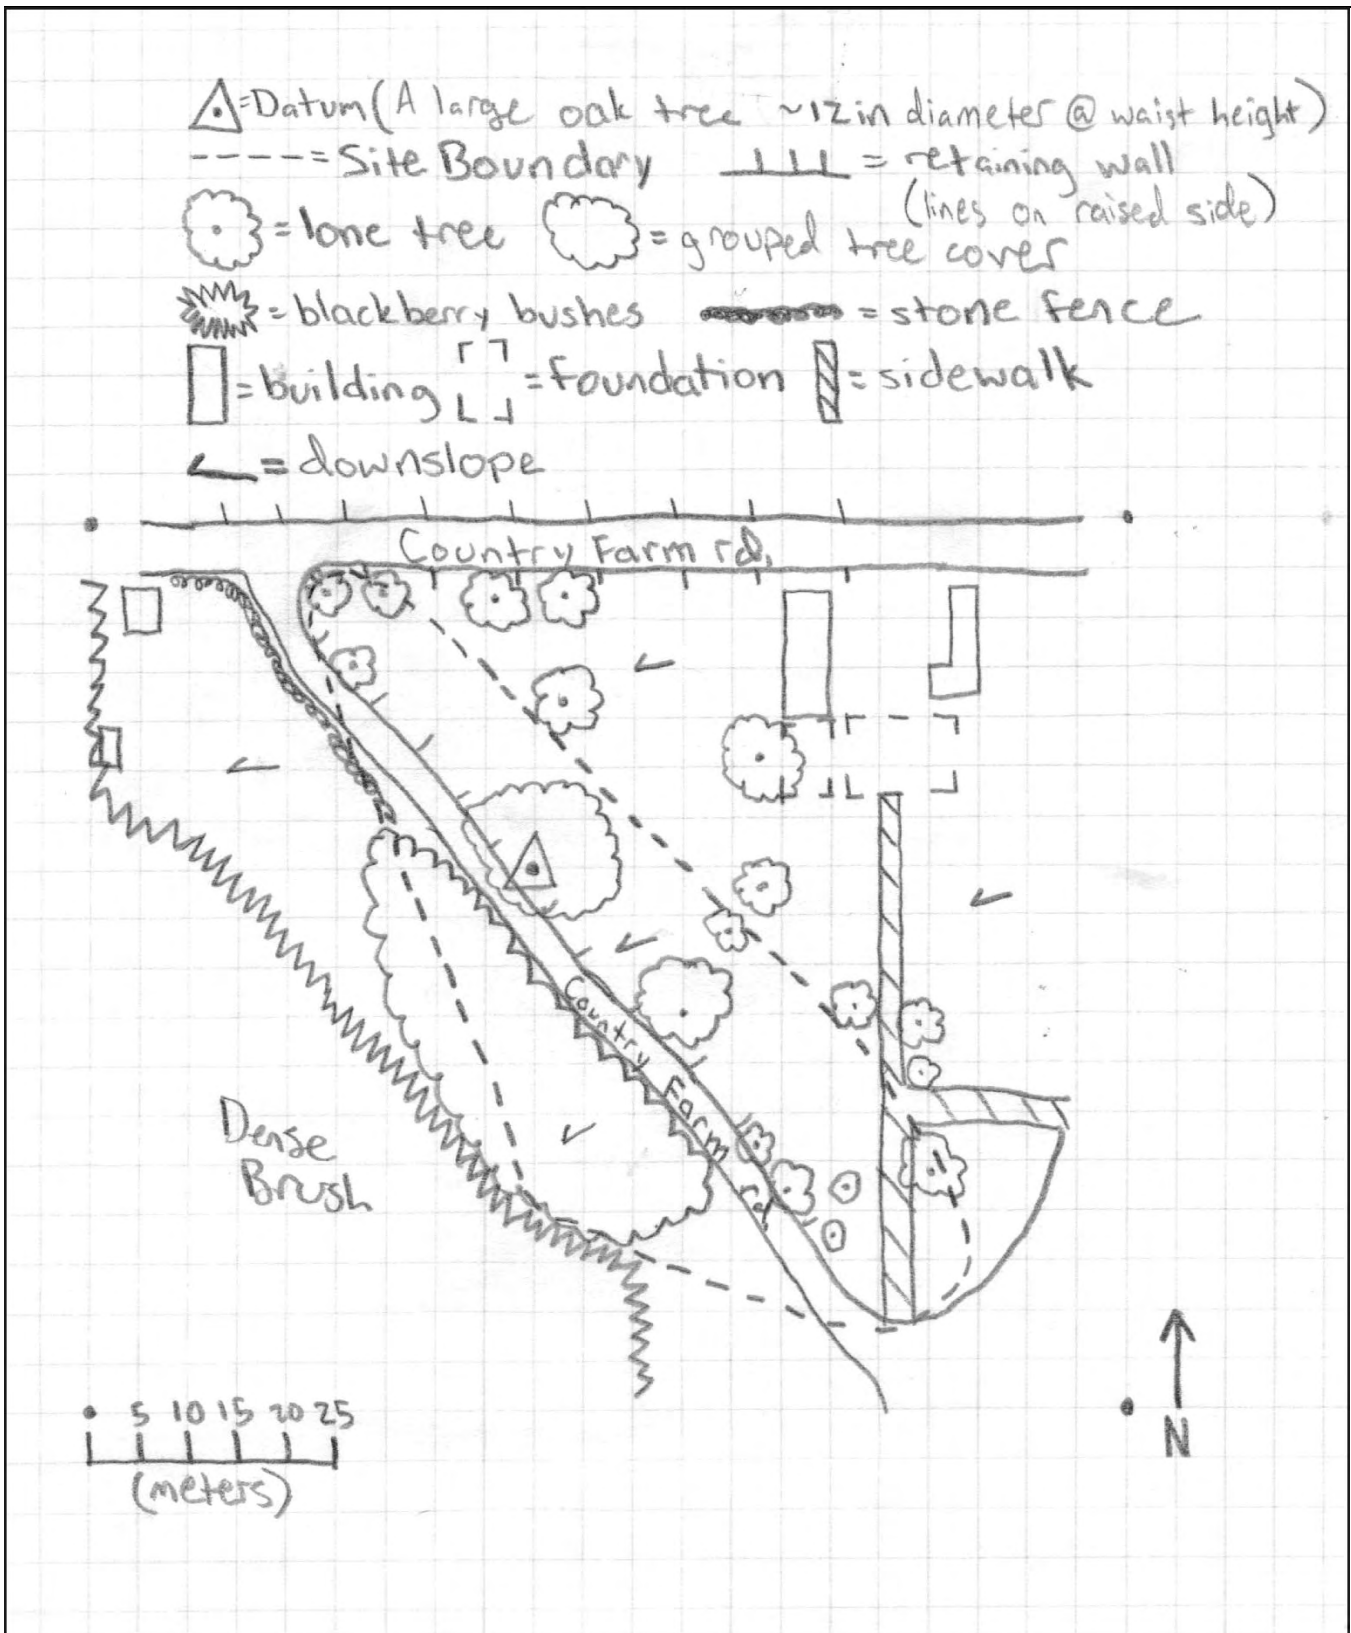 =Datum (A large oak tree ~12in diameter @ waist height)
= Site Boundary
= retaining wall
(lines on raised side)
= lone tree
= grouped tree cover
= blackberry bushes
= stone fence
= building
= foundation
= sidewalk
= downslope
Country Farm rd.
Country Farm rd
Dense
Brush
5 10 15 20 25
(meters)
N